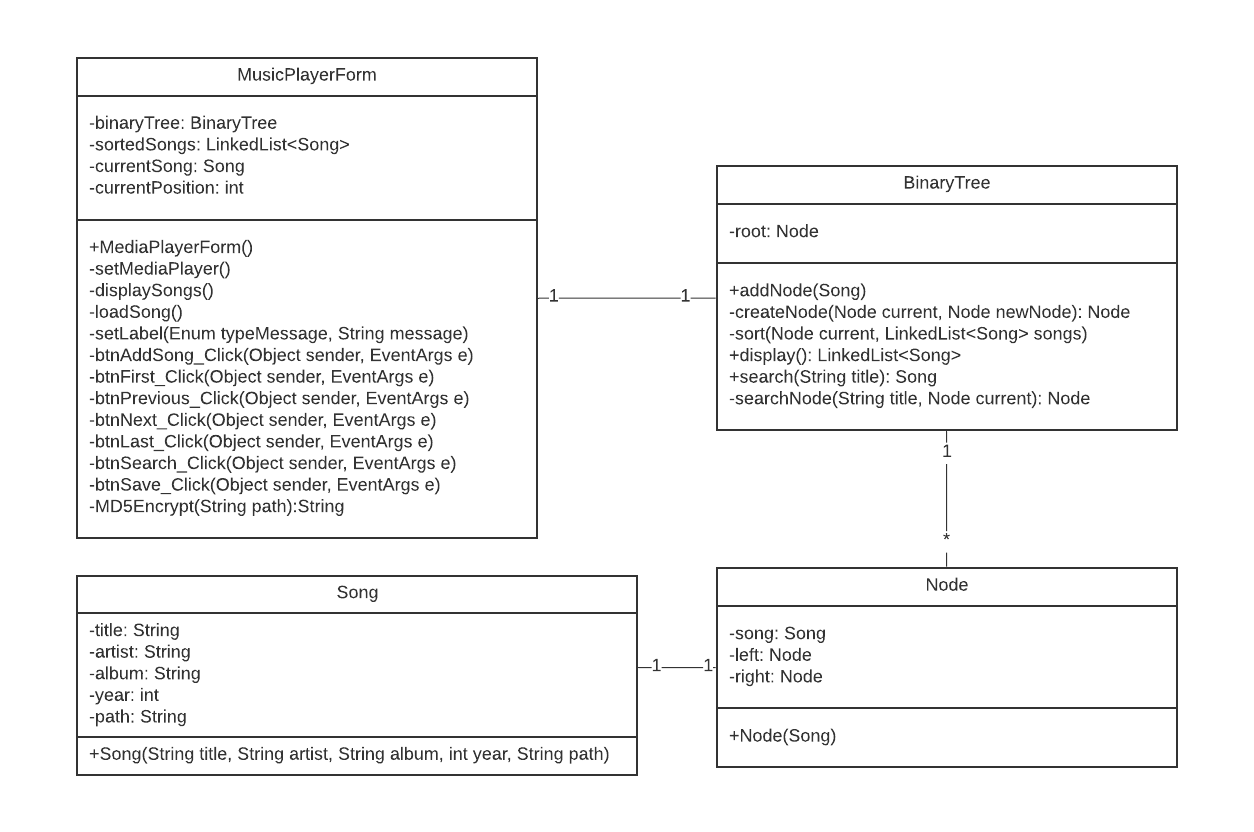 MusicPlayerForm
-binaryTree: BinaryTree
-sortedSongs: LinkedList<Song>
-currentSong: Song
-currentPosition: int
+MediaPlayerForm()
-setMediaPlayer()
-displaySongs()
-loadSong()
-setLabel(Enum typeMessage, String message)
-btnAddSong_Click(Object sender, EventArgs e)
-btnFirst_Click(Object sender, EventArgs e)
-btnPrevious_Click(Object sender, EventArgs e)
-btnNext_Click(Object sender, EventArgs e)
-btnLast_Click(Object sender, EventArgs e)
-btnSearch_Click(Object sender, EventArgs e)
-btnSave_Click(Object sender, EventArgs e)
-MD5Encrypt(String path):String
1
1
BinaryTree
-root: Node
+addNode(Song)
-createNode(Node current, Node newNode): Node
-sort(Node current, LinkedList<Song> songs)
+display(): LinkedList<Song>
+search(String title): Song
-searchNode(String title, Node current): Node
1
*
Song
-title: String
-artist: String
-album: String
-year: int
-path: String
+Song(String title, String artist, String album, int year, String path)
1
1
Node
-song: Song
-left: Node
-right: Node
+Node(Song)